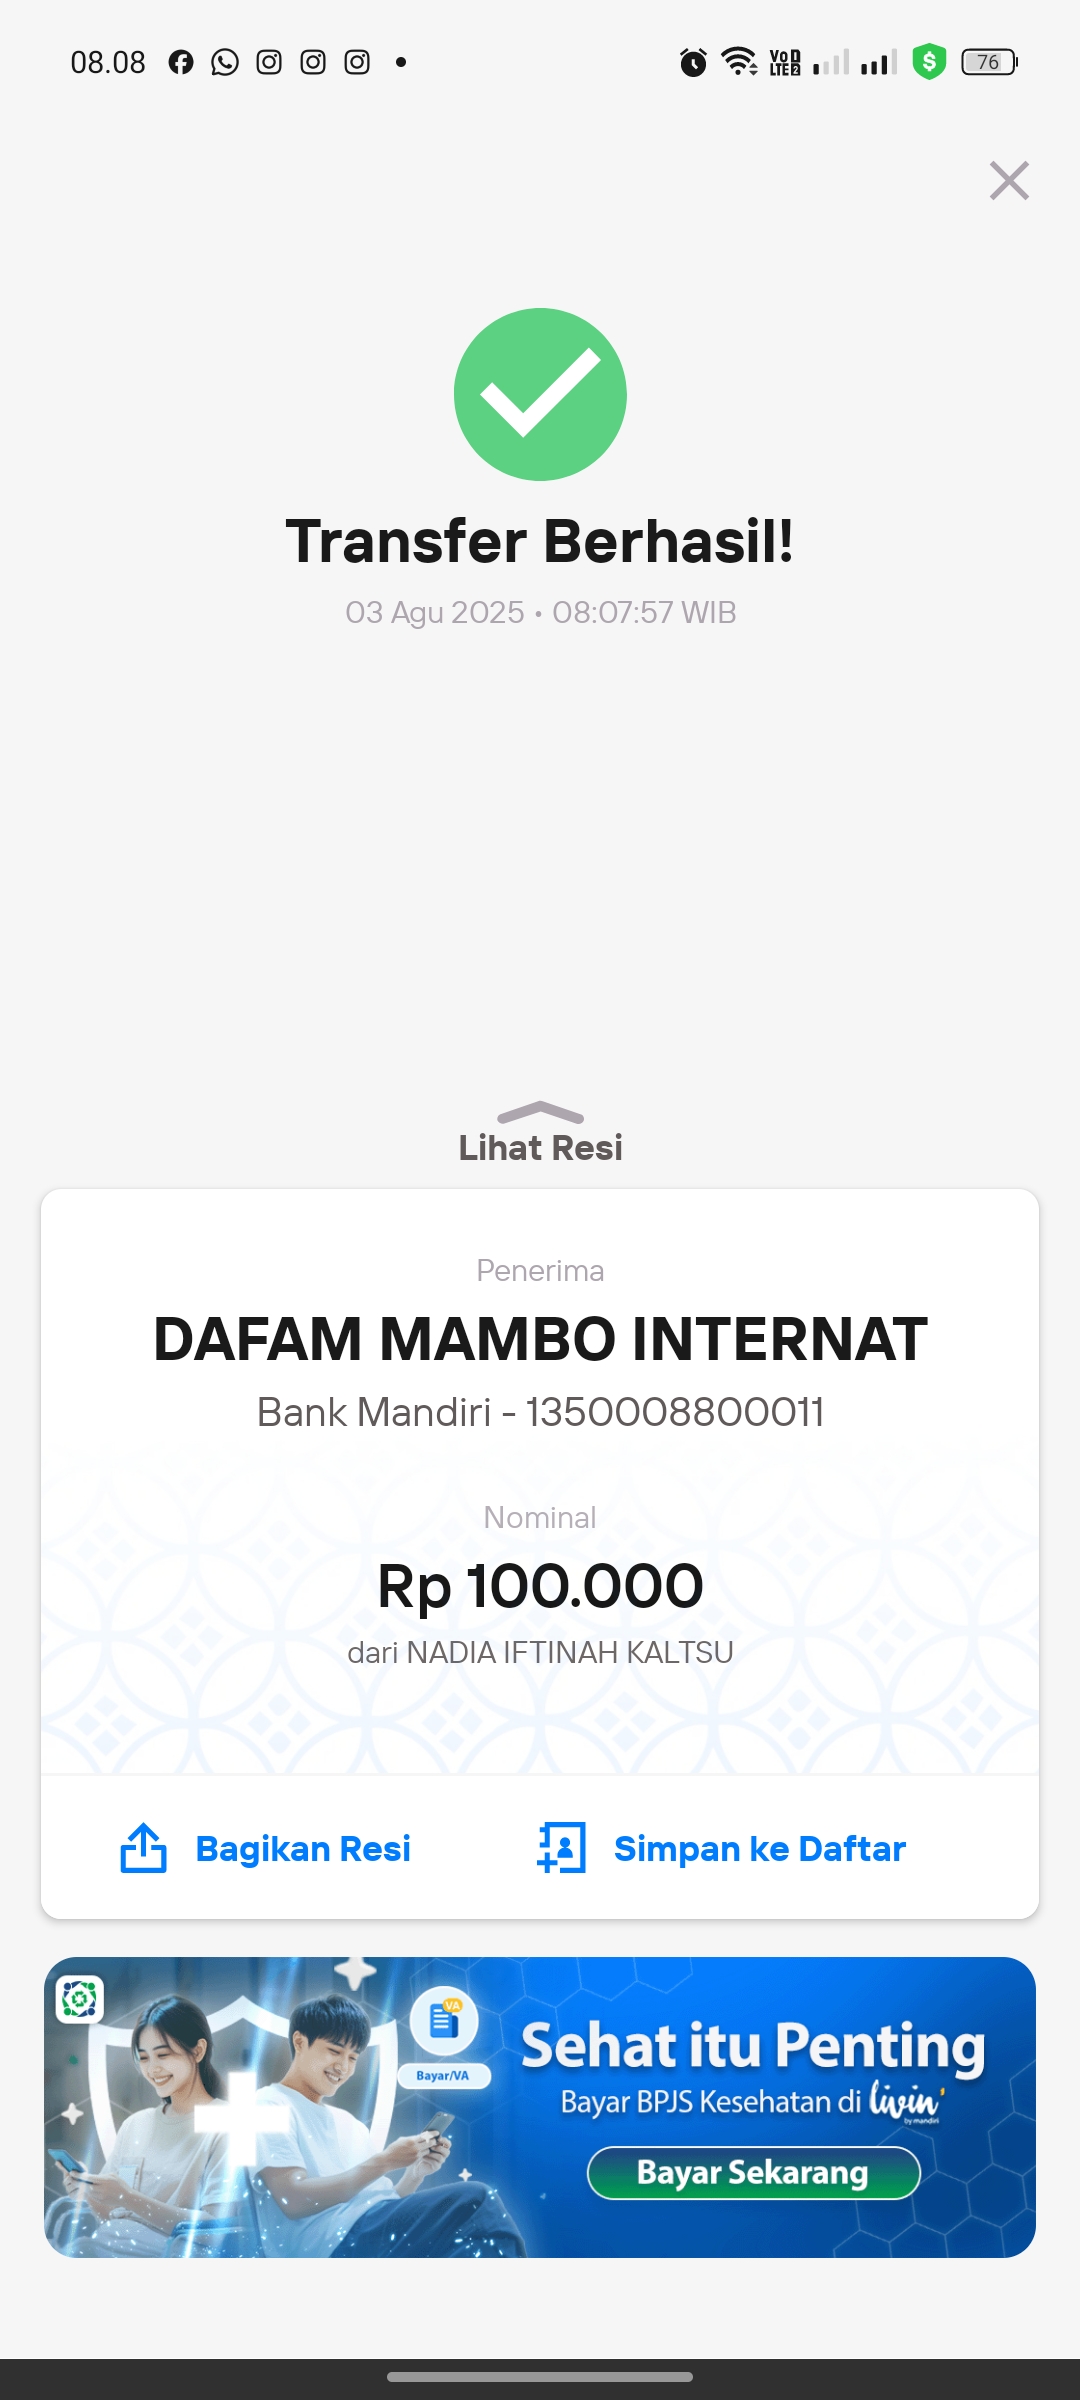 08.08
VoD
LTE2
76
Transfer Berhasil!
03 Agu 2025 • 08:07:57 WIB
Lihat Resi
Penerima
DAFAM MAMBO INTERNAT
Bank Mandiri - 1350008800011
Nominal
Rp 100.000
dari NADIA IFTINAH KALTSU
Bagikan Resi
Simpan ke Daftar
VA
Bayar/VA
Sehat itu Penting
Bayar BPJS Kesehatan di livin'
by mandiri
Bayar Sekarang